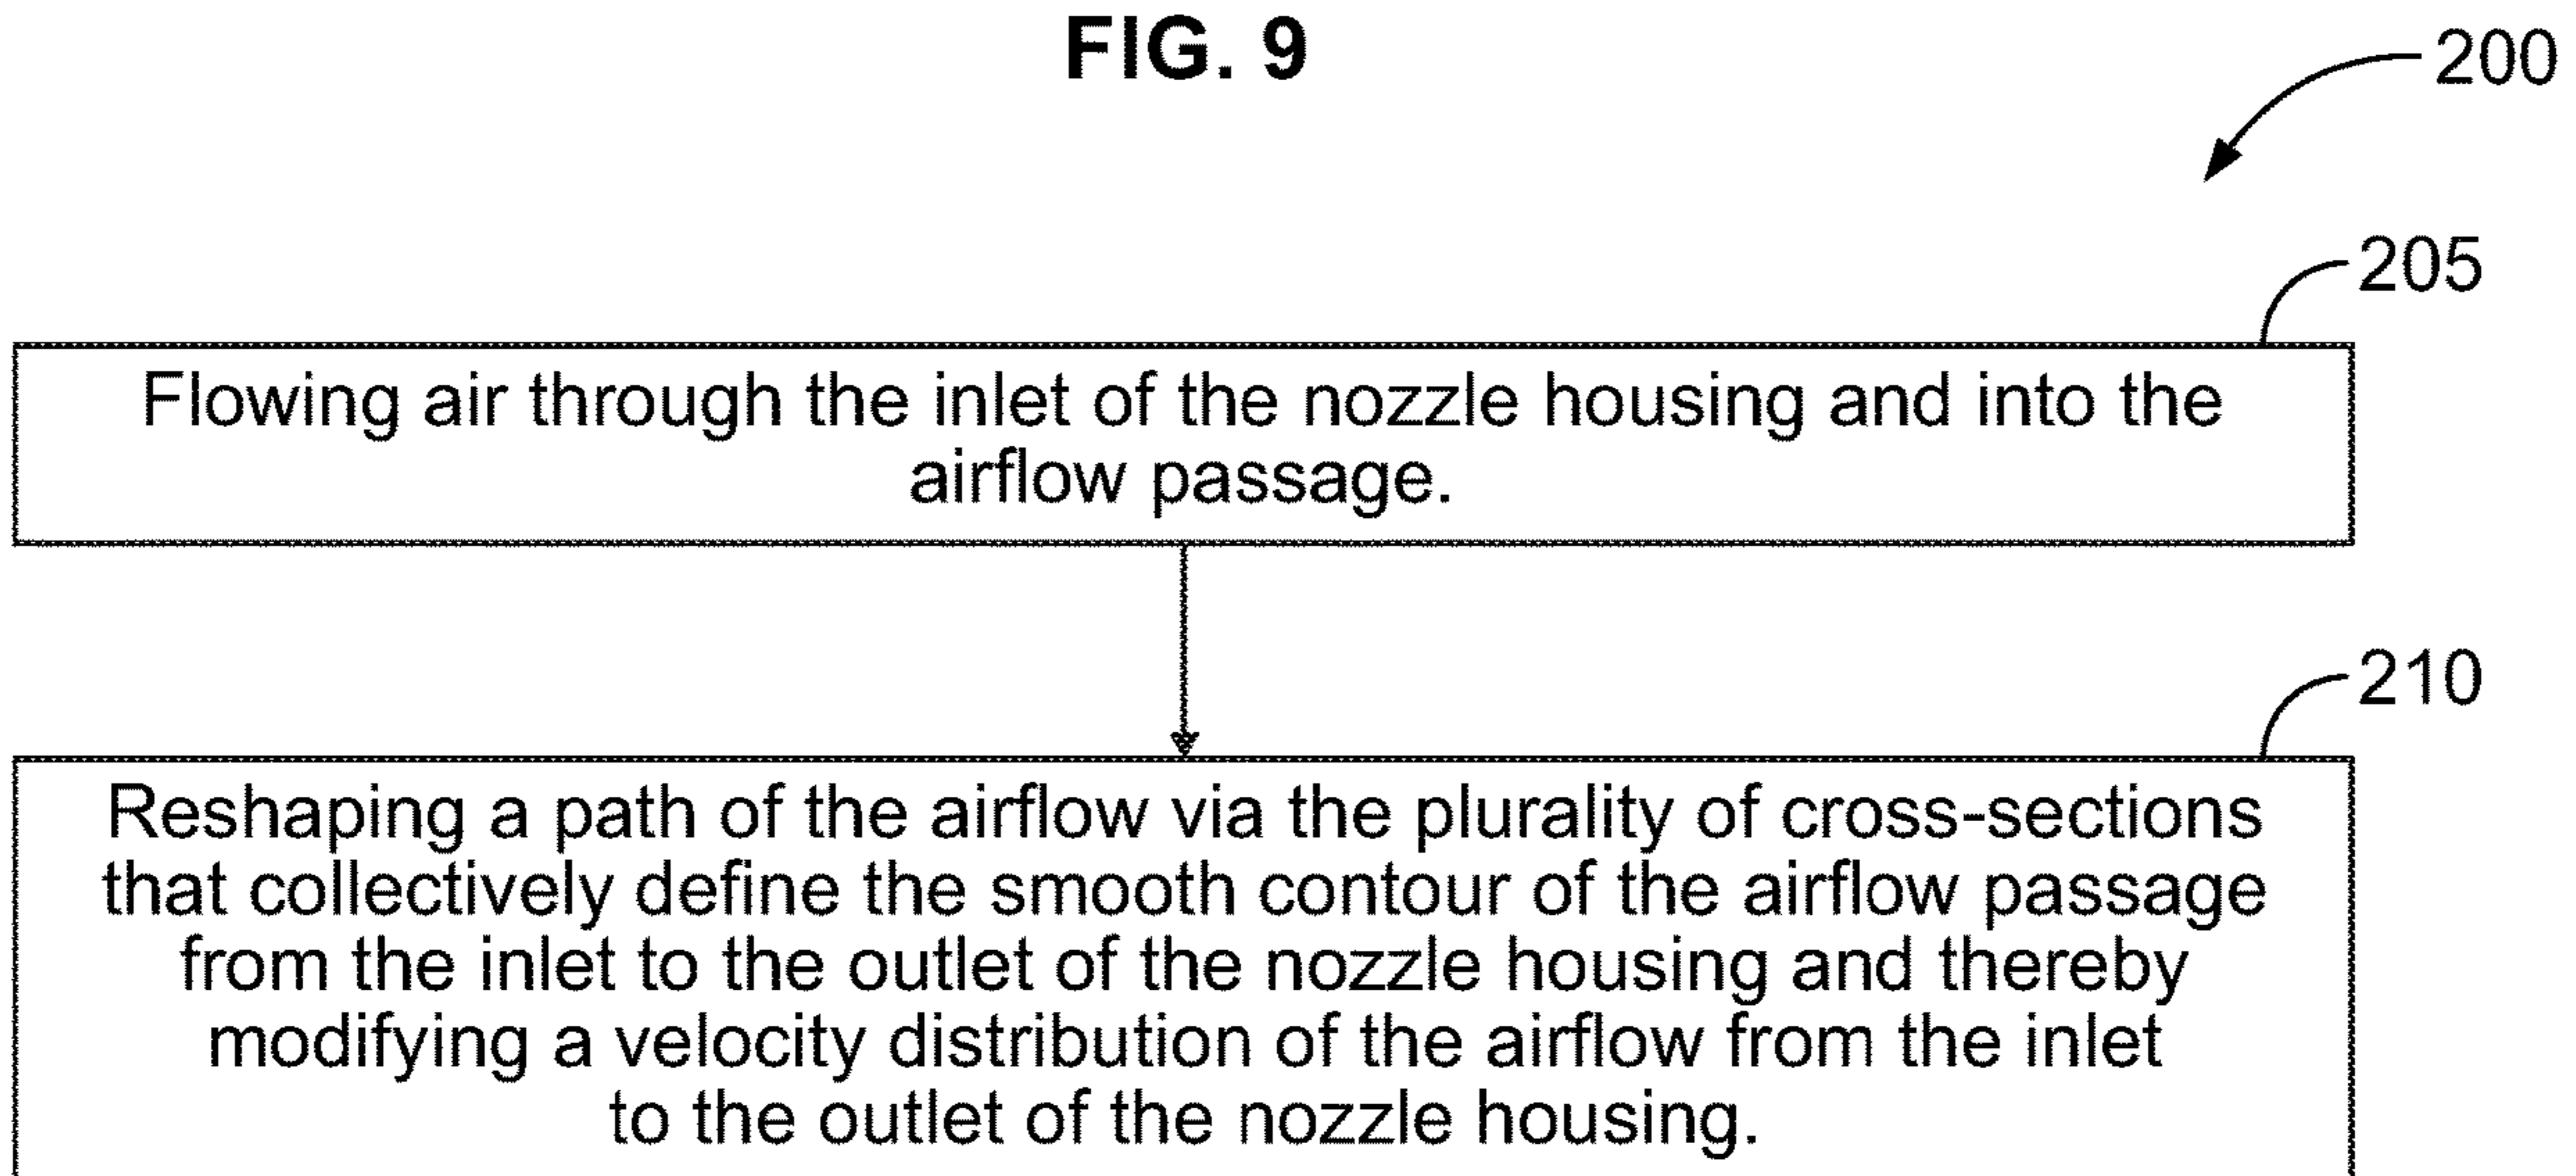 FIG. 9
200
205
Flowing air through the inlet of the nozzle housing and into the
airflow passage.
210
Reshaping a path of the airflow via the plurality of cross-sections
that collectively define the smooth contour of the airflow passage
from the inlet to the outlet of the nozzle housing and thereby
modifying a velocity distribution of the airflow from the inlet
to the outlet of the nozzle housing.